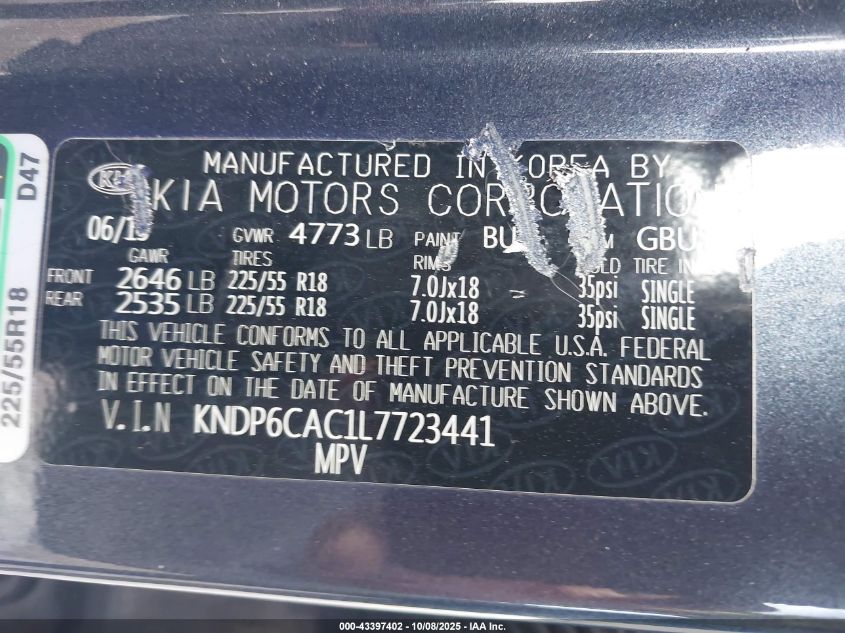 MANUFACTURED IN KOREA BY
KIA MOTORS CORPORATION
GVWR 4773 LB PAINT GBU
GAWR TIRES RIMS TIRE
FRONT 2646 LB 225/55 R18 7.0Jx18 35psi SINGLE
REAR 2535 LB 225/55 R18 7.0Jx18 35psi SINGLE
THIS VEHICLE CONFORMS TO ALL APPLICABLE U.S.A. FEDERAL
MOTOR VEHICLE SAFETY AND THEFT PREVENTION STANDARDS
IN EFFECT ON THE DATE OF MANUFACTURE SHOWN ABOVE.
V.I.N KNDP6CAC1L7723441
MPV
225/55R18 D47
000-43397402 - 10/08/2025 - IAA Inc.